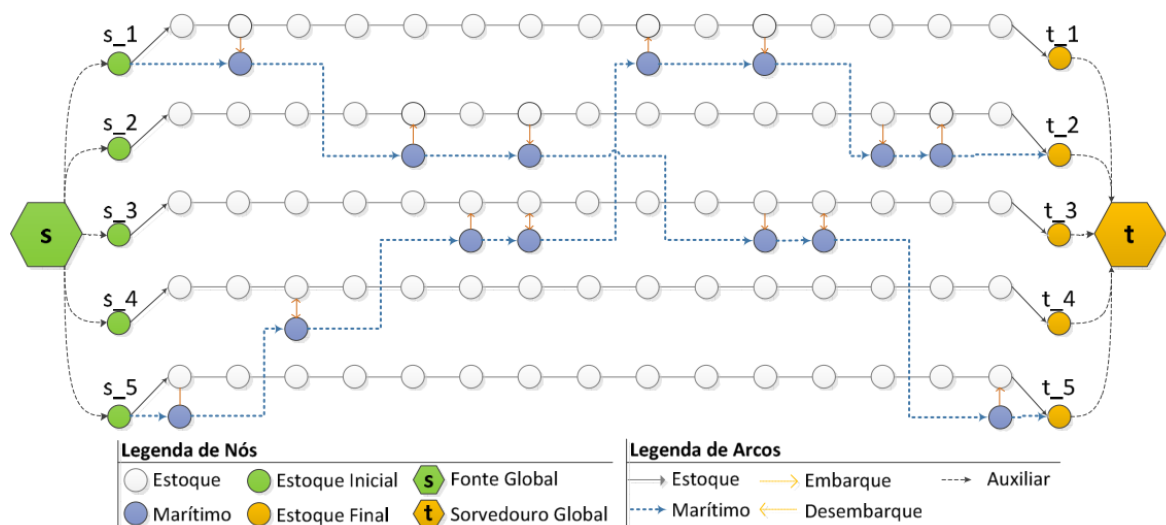 s_1
t_1
s_2
t_2
s_3
t_3
s
t
s_4
t_4
s_5
t_5
Legenda de Nós
Estoque
Estoque Inicial
s
Fonte Global
Marítimo
Estoque Final
t
Sorvedouro Global
Legenda de Arcos
Estoque
Embarque
Auxiliar
Marítimo
Desembarque